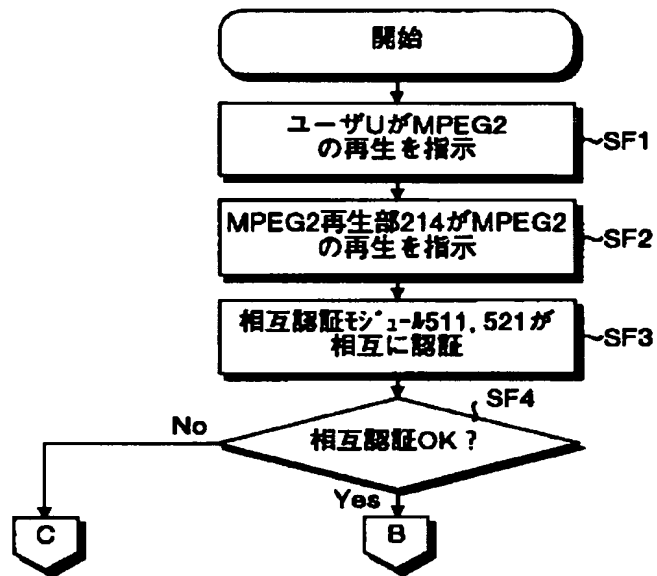 開始
ユーザUがMPEG2
の再生を指示
SF1
MPEG2再生部214がMPEG2
の再生を指示
SF2
相互認証ﾓｼﾞｭｰﾙ511,521が
相互に認証
SF3
SF4
相互認証OK？
No
Yes
C
B